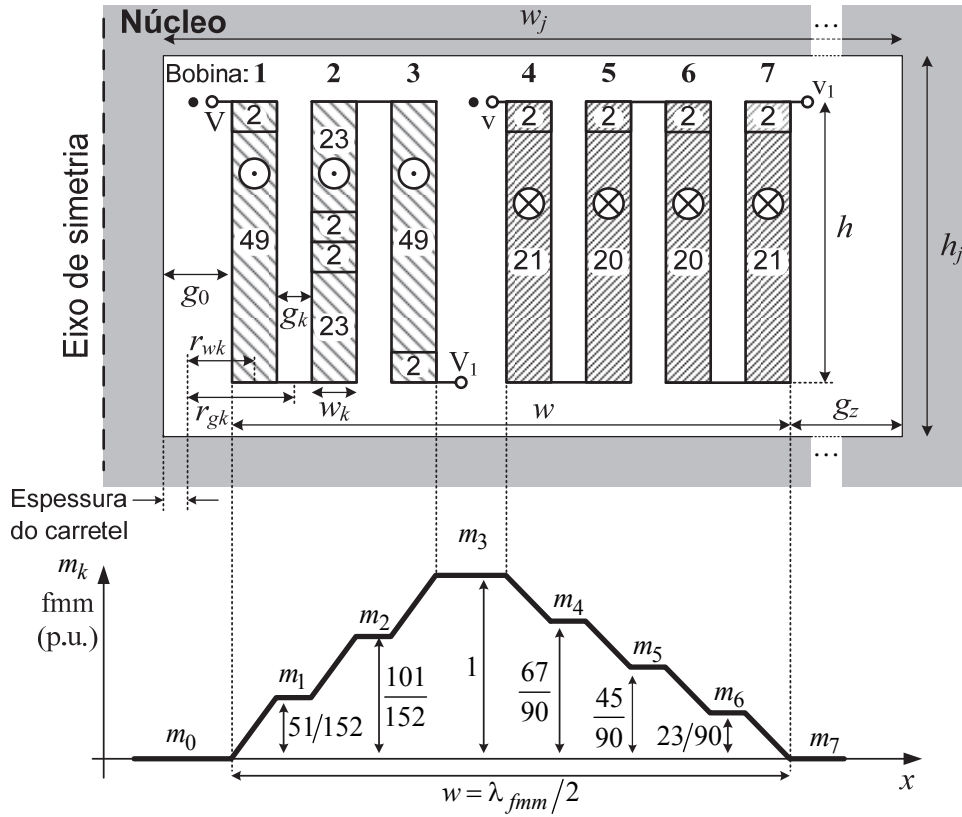 Núcleo
w_j
...
Bobina: 1 2 3 4 5 6 7
V
v
v_1
2 23 2 2 2 2
49 2 2 23 49 2
21 20 20 21
V_1
Eixo de simetria
g_0
g_k
r_wk
r_gk
w_k
w
g_z
h
h_j
...
Espessura
do carretel
m_k
fmm
(p.u.)
m_0
m_1
m_2
m_3
m_4
m_5
m_6
m_7
51/152
101/152
1
67/90
45/90
23/90
x
w = λ_fmm/2